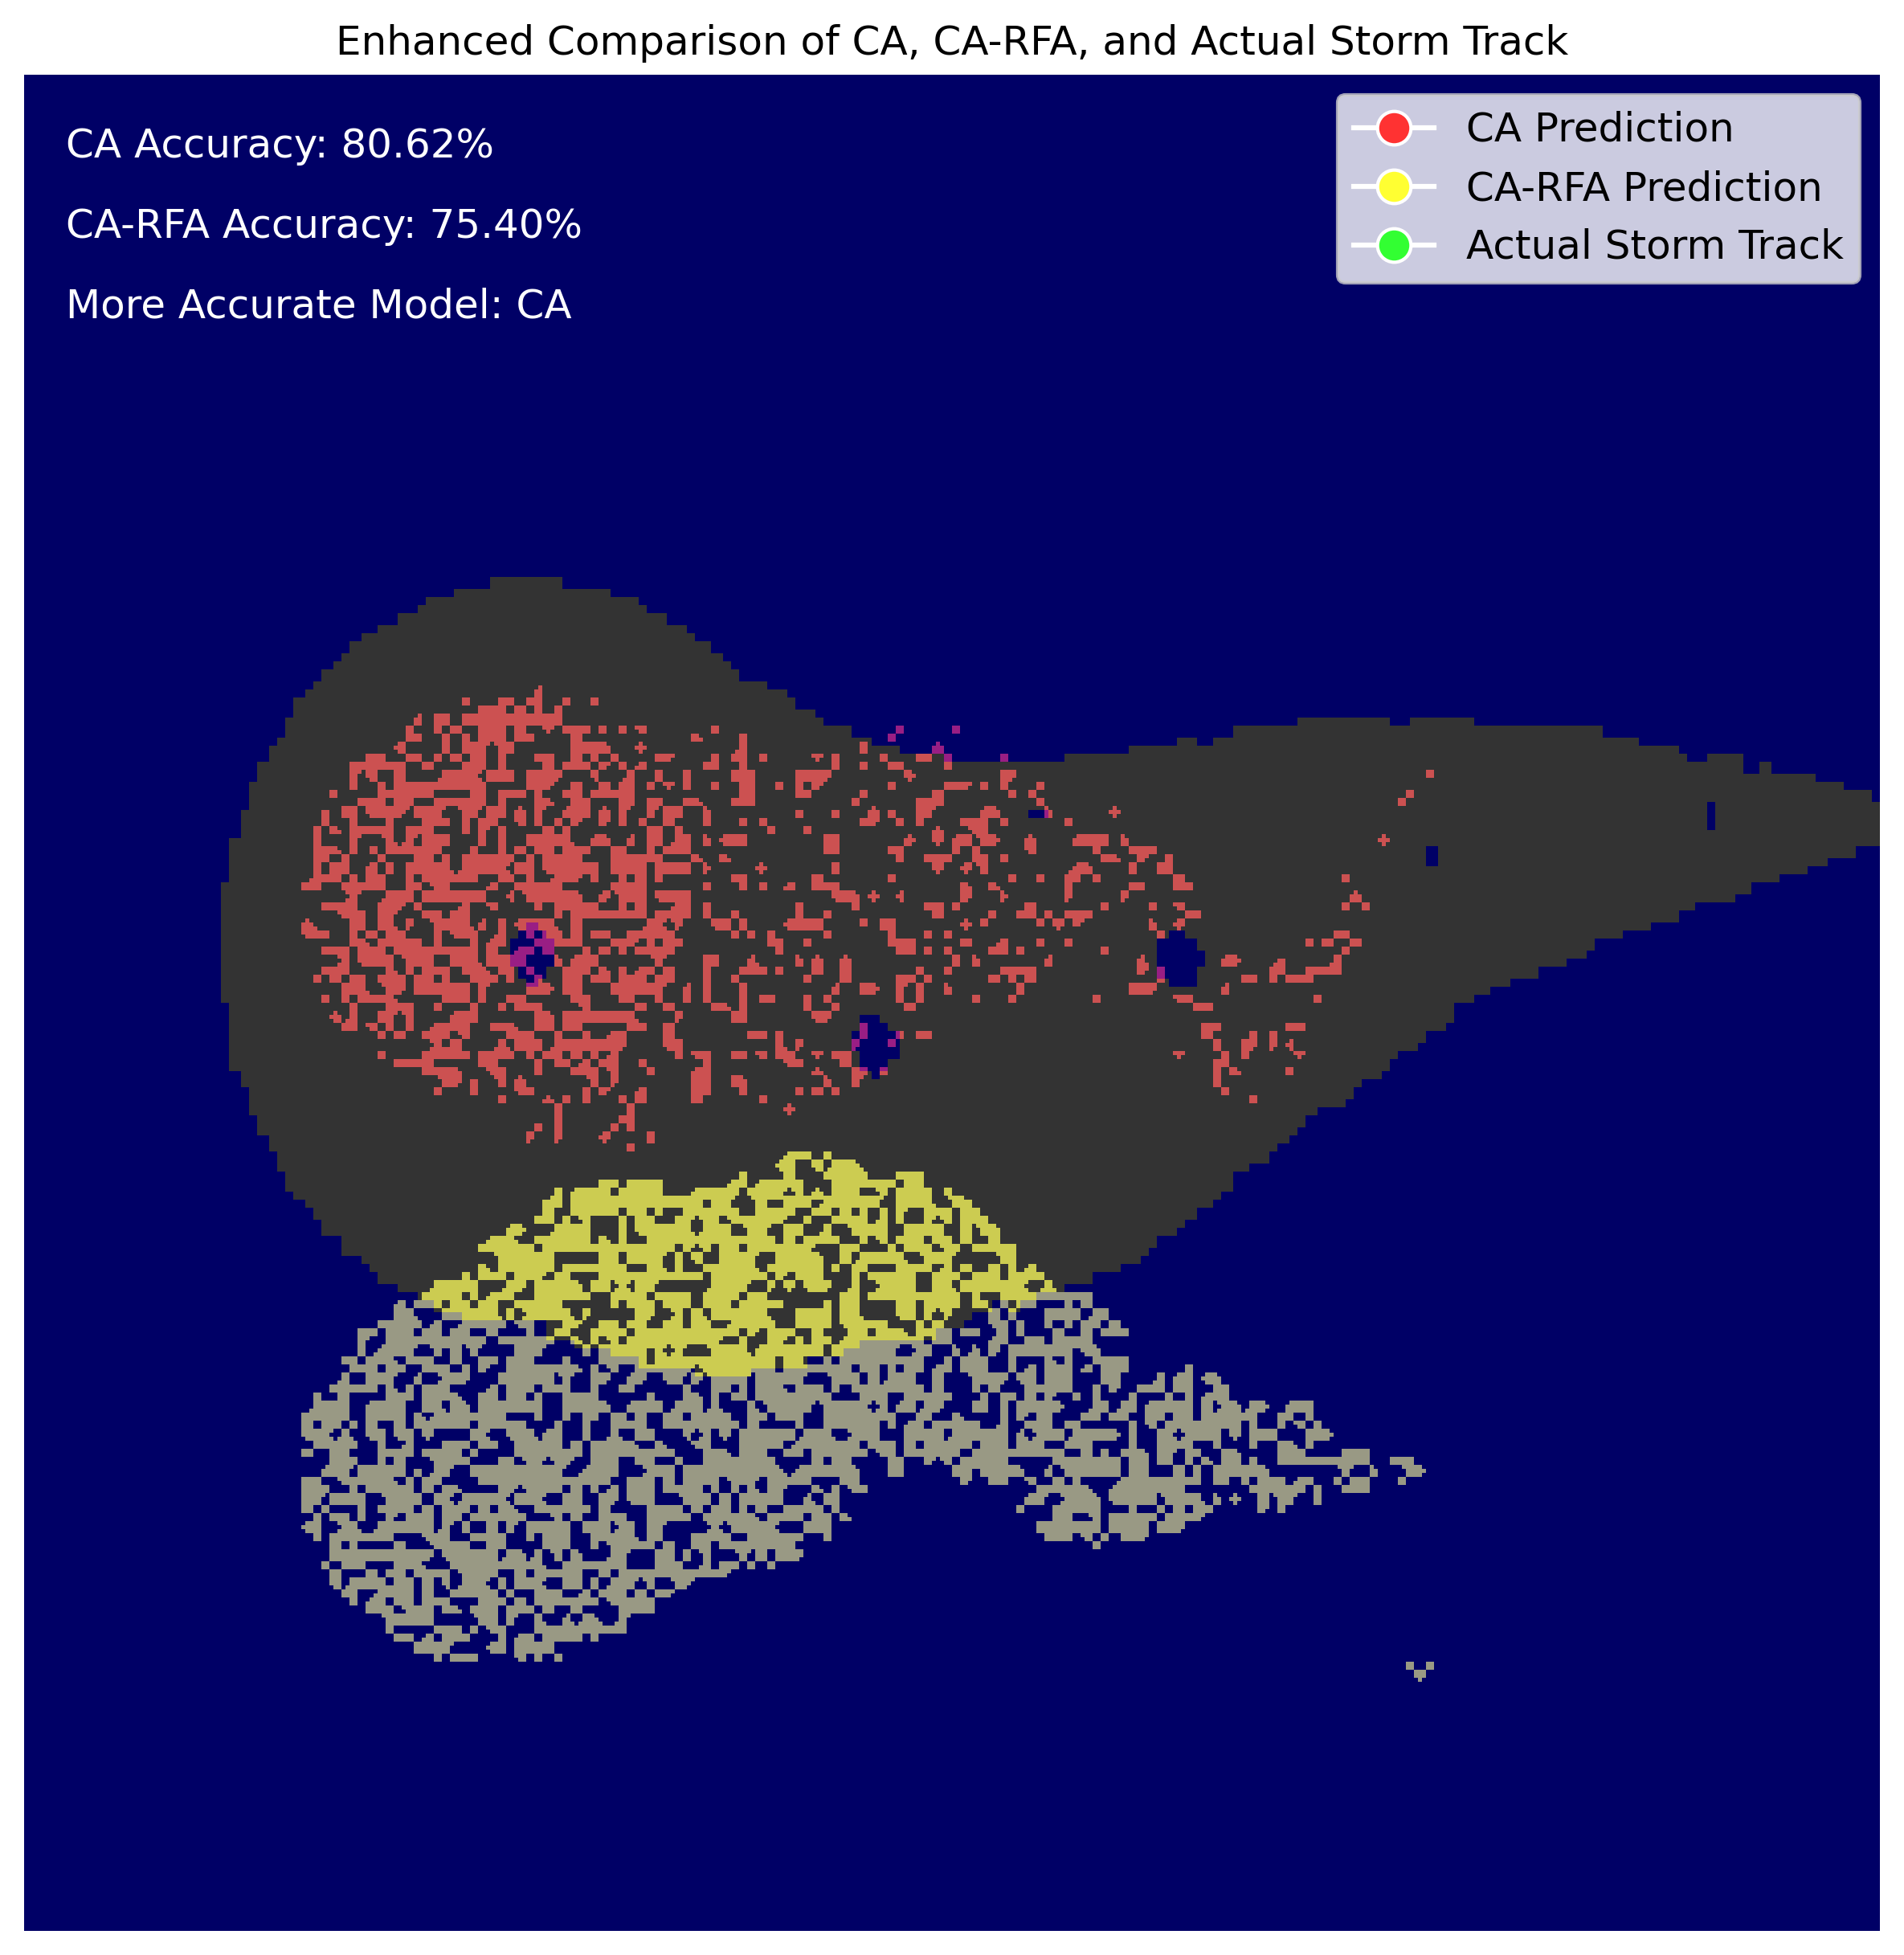 Enhanced Comparison of CA, CA-RFA, and Actual Storm Track
CA Accuracy: 80.62%
CA-RFA Accuracy: 75.40%
More Accurate Model: CA
CA Prediction
CA-RFA Prediction
Actual Storm Track